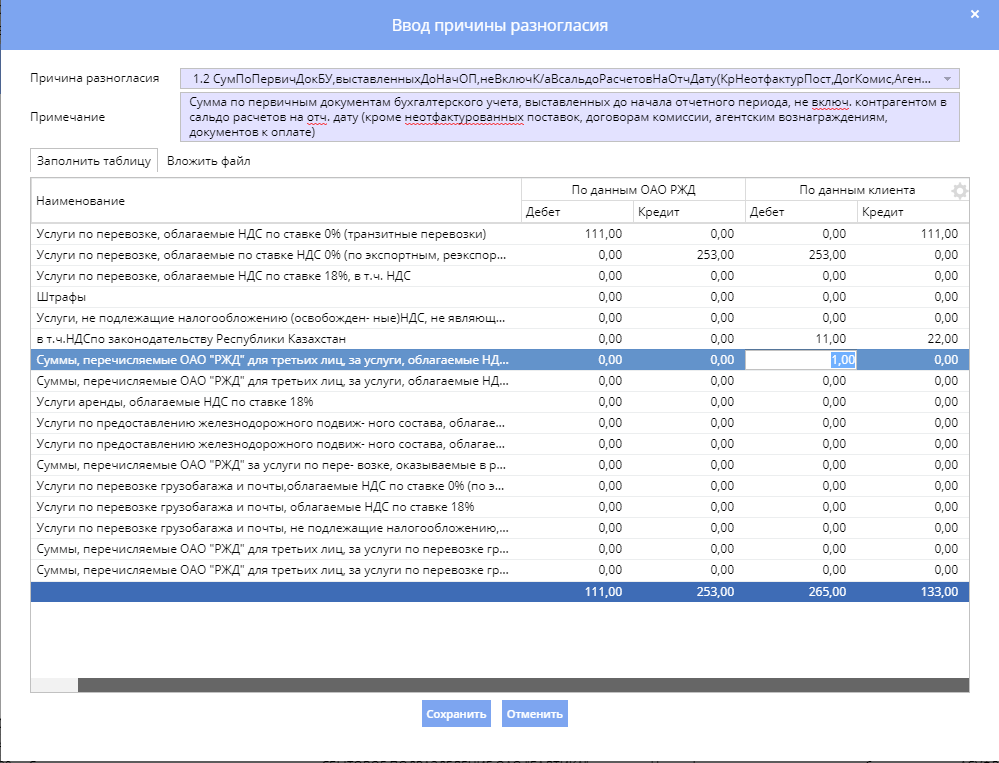 Ввод причины разногласия
×
Причина разногласия
1.2 СумПоПервичДокБУ,выставленныхДоНачОП,неВключК/аВсальдоРасчетовНаОтчДату(КрНеотфактурПост,ДогКомис,Аген...
Примечание
Сумма по первичным документам бухгалтерского учета, выставленных до начала отчетного периода, не включ. контрагентом в
сальдо расчетов на отч. дату (кроме неотфактурованных поставок, договорам комиссии, агентским вознаграждениям,
документов к оплате)
Заполнить таблицу Вложить файл
Наименование По данным ОАО РЖД По данным клиента
Дебет Кредит Дебет Кредит
Услуги по перевозке, облагаемые НДС по ставке 0% (транзитные перевозки) 111,00 0,00 0,00 111,00
Услуги по перевозке, облагаемые по ставке НДС 0% (по экспортным, реэкспор... 0,00 253,00 253,00 0,00
Услуги по перевозке, облагаемые НДС по ставке 18%, в т.ч. НДС 0,00 0,00 0,00 0,00
Штрафы 0,00 0,00 0,00 0,00
Услуги, не подлежащие налогообложению (освобожден- ные)НДС, не являющ... 0,00 0,00 0,00 0,00
в т.ч.НДСпо законодательству Республики Казахстан 0,00 0,00 11,00 22,00
Суммы, перечисляемые ОАО "РЖД" для третьих лиц, за услуги, облагаемые НД... 0,00 0,00 1,00 0,00
Суммы, перечисляемые ОАО "РЖД" для третьих лиц, за услуги, облагаемые НД... 0,00 0,00 0,00 0,00
Услуги аренды, облагаемые НДС по ставке 18% 0,00 0,00 0,00 0,00
Услуги по предоставлению железнодорожного подвиж- ного состава, облагае... 0,00 0,00 0,00 0,00
Услуги по предоставлению железнодорожного подвиж- ного состава, облагае... 0,00 0,00 0,00 0,00
Суммы, перечисляемые ОАО "РЖД" за услуги по пере- возке, оказываемые в р... 0,00 0,00 0,00 0,00
Услуги по перевозке грузобагажа и почты,облагаемые НДС по ставке 0% (по э... 0,00 0,00 0,00 0,00
Услуги по перевозке грузобагажа и почты, облагаемые НДС по ставке 18% 0,00 0,00 0,00 0,00
Услуги по перевозке грузобагажа и почты, не подлежащие налогообложению,... 0,00 0,00 0,00 0,00
Суммы, перечисляемые ОАО "РЖД" для третьих лиц, за услуги по перевозке гр... 0,00 0,00 0,00 0,00
Суммы, перечисляемые ОАО "РЖД" для третьих лиц, за услуги по перевозке гр... 0,00 0,00 0,00 0,00
111,00 253,00 265,00 133,00
Сохранить Отменить